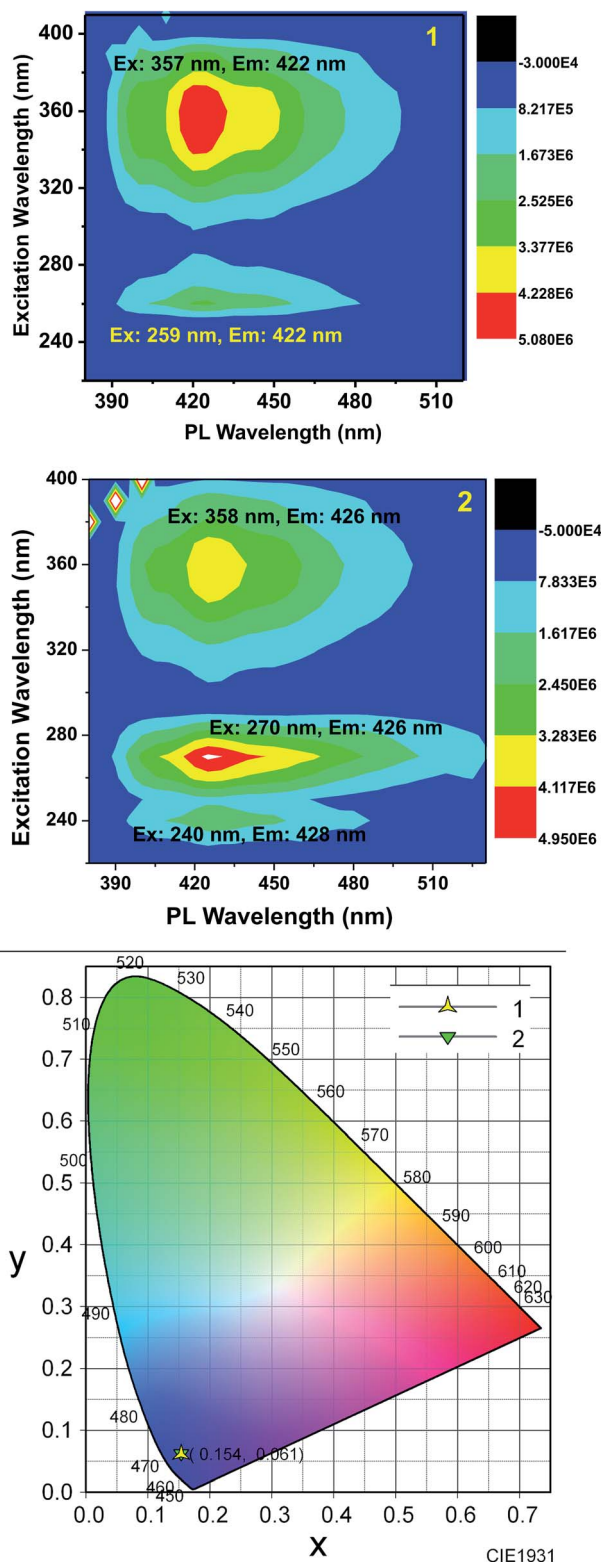 1
Ex: 357 nm, Em: 422 nm
Ex: 259 nm, Em: 422 nm
400
360
320
280
240
Excitation Wavelength (nm)
390 420 450 480 510
PL Wavelength (nm)
-3.000E4
8.217E5
1.673E6
2.525E6
3.377E6
4.228E6
5.080E6
2
Ex: 358 nm, Em: 426 nm
Ex: 270 nm, Em: 426 nm
Ex: 240 nm, Em: 428 nm
400
360
320
280
240
Excitation Wavelength (nm)
390 420 450 480 510
PL Wavelength (nm)
-5.000E4
7.833E5
1.617E6
2.450E6
3.283E6
4.117E6
4.950E6
1
2
520
530
540
550
560
570
580
590
600
610
620
630
510
500
490
480
470
460
450
( 0.154, 0.061)
0.8
0.7
0.6
0.5
0.4
0.3
0.2
0.1
0.0
y
0.0 0.1 0.2 0.3 0.4 0.5 0.6 0.7
x
CIE1931